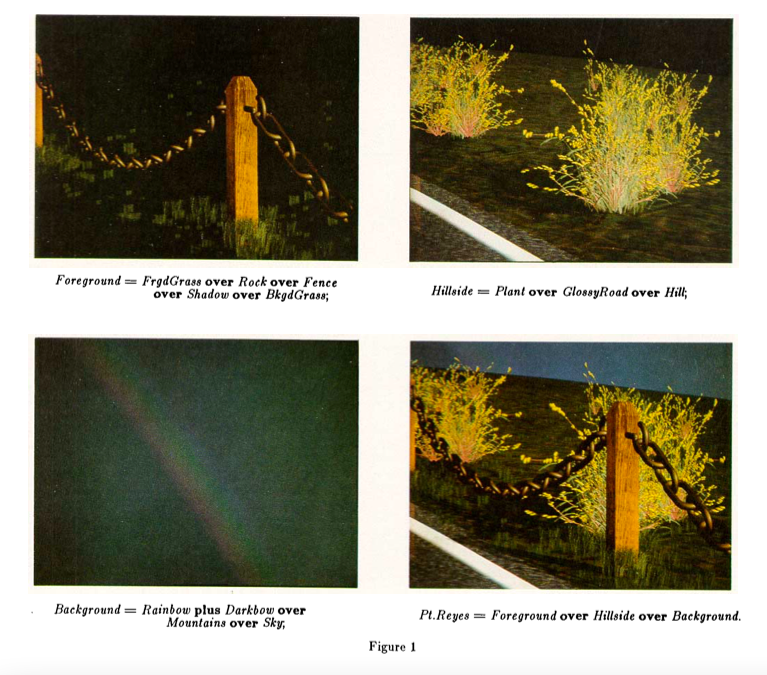 Foreground = FrgdGrass over Rock over Fence
over Shadow over BkgdGrass;
Hillside = Plant over GlossyRoad over Hill;
Background = Rainbow plus Darkbow over
Mountains over Sky;
Pt.Reyes = Foreground over Hillside over Background.
Figure 1